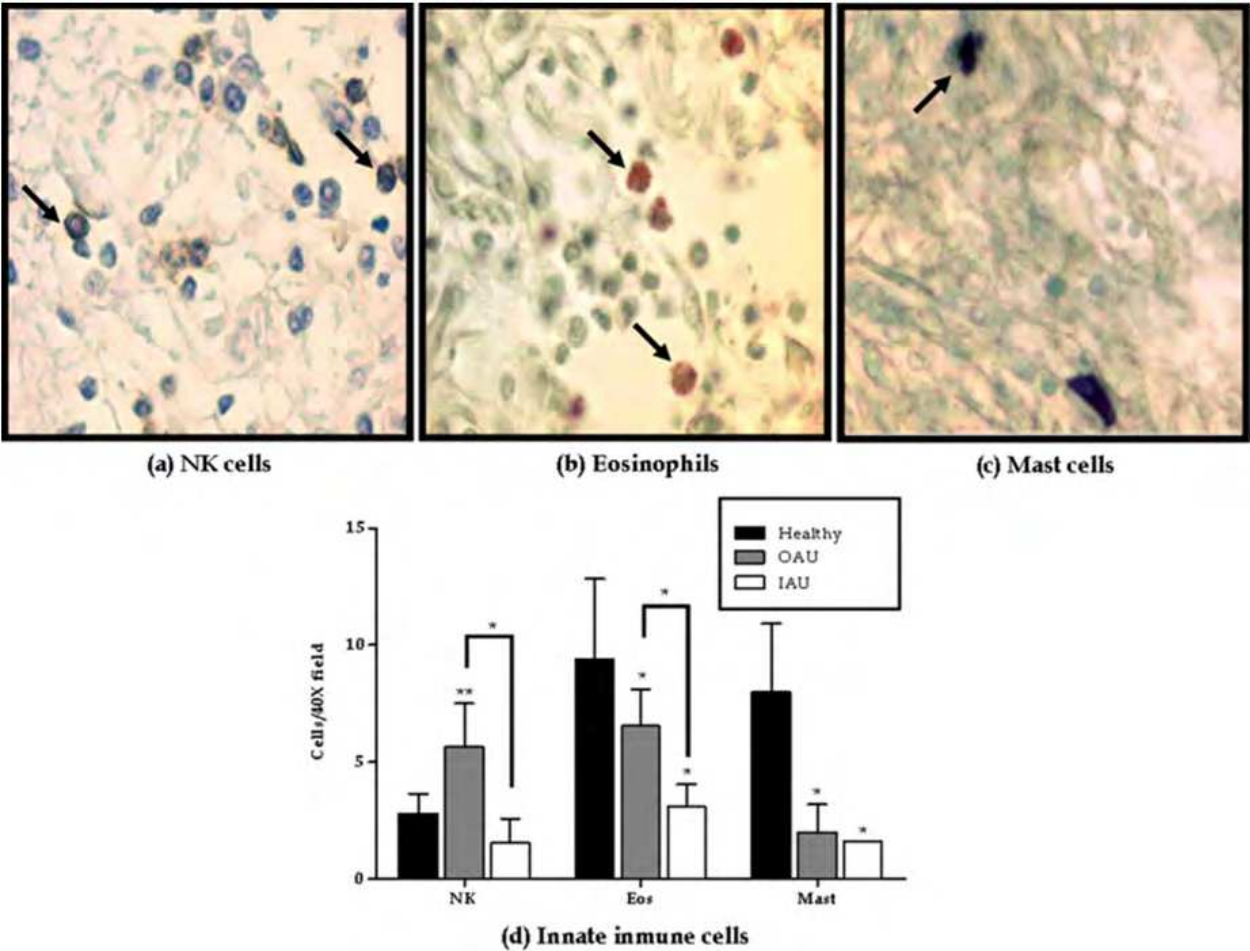 (a) NK cells
(b) Eosinophils
(c) Mast cells
Healthy
OAU
IAU
Cells/40X field
15
10
5
0
*
**
*
*
*
*
*
NK
Eos
Mast
(d) Innate inmune cells